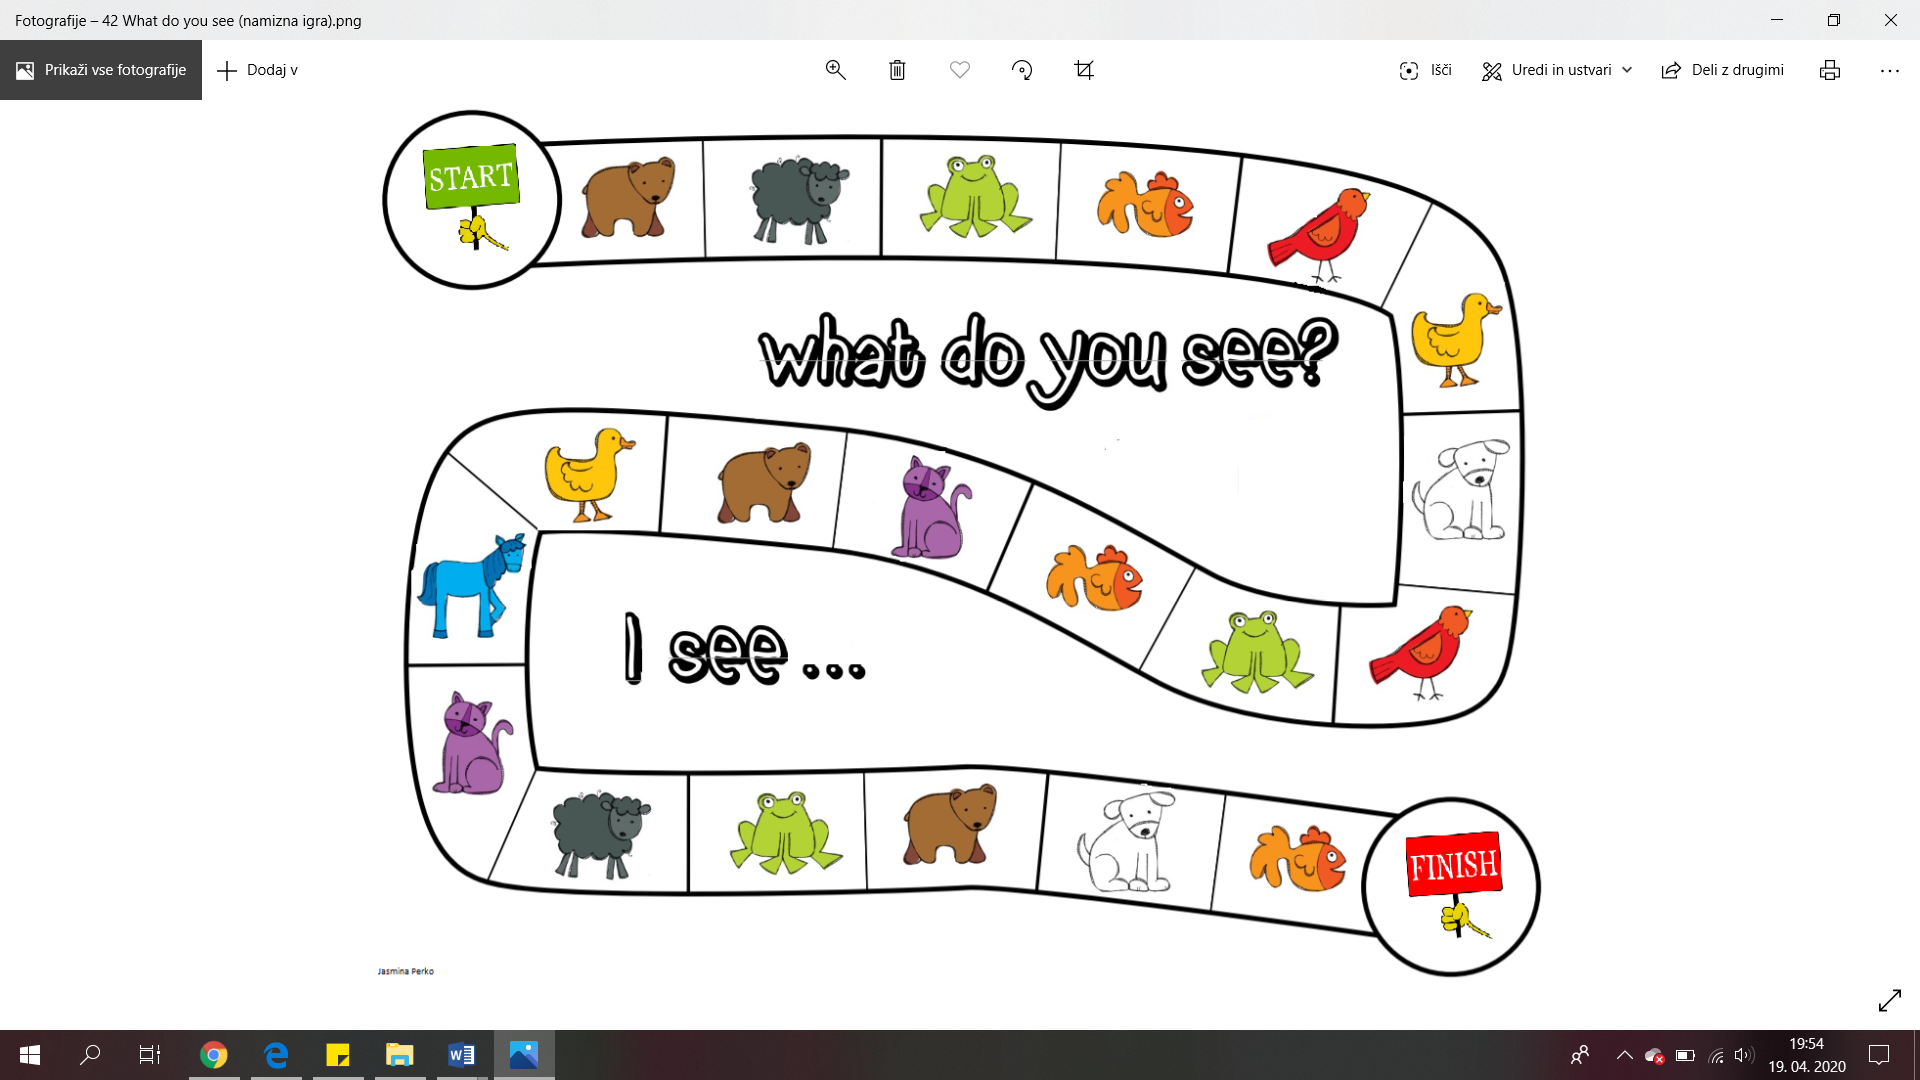 Fotografije – 42 What do you see (namizna igra).png
Prikaži vse fotografije
Dodaj v
Išči
Uredi in ustvari
Deli z drugimi
START
what do you see?
I see ...
FINISH
Jasmina Perko
19:54
19. 04. 2020